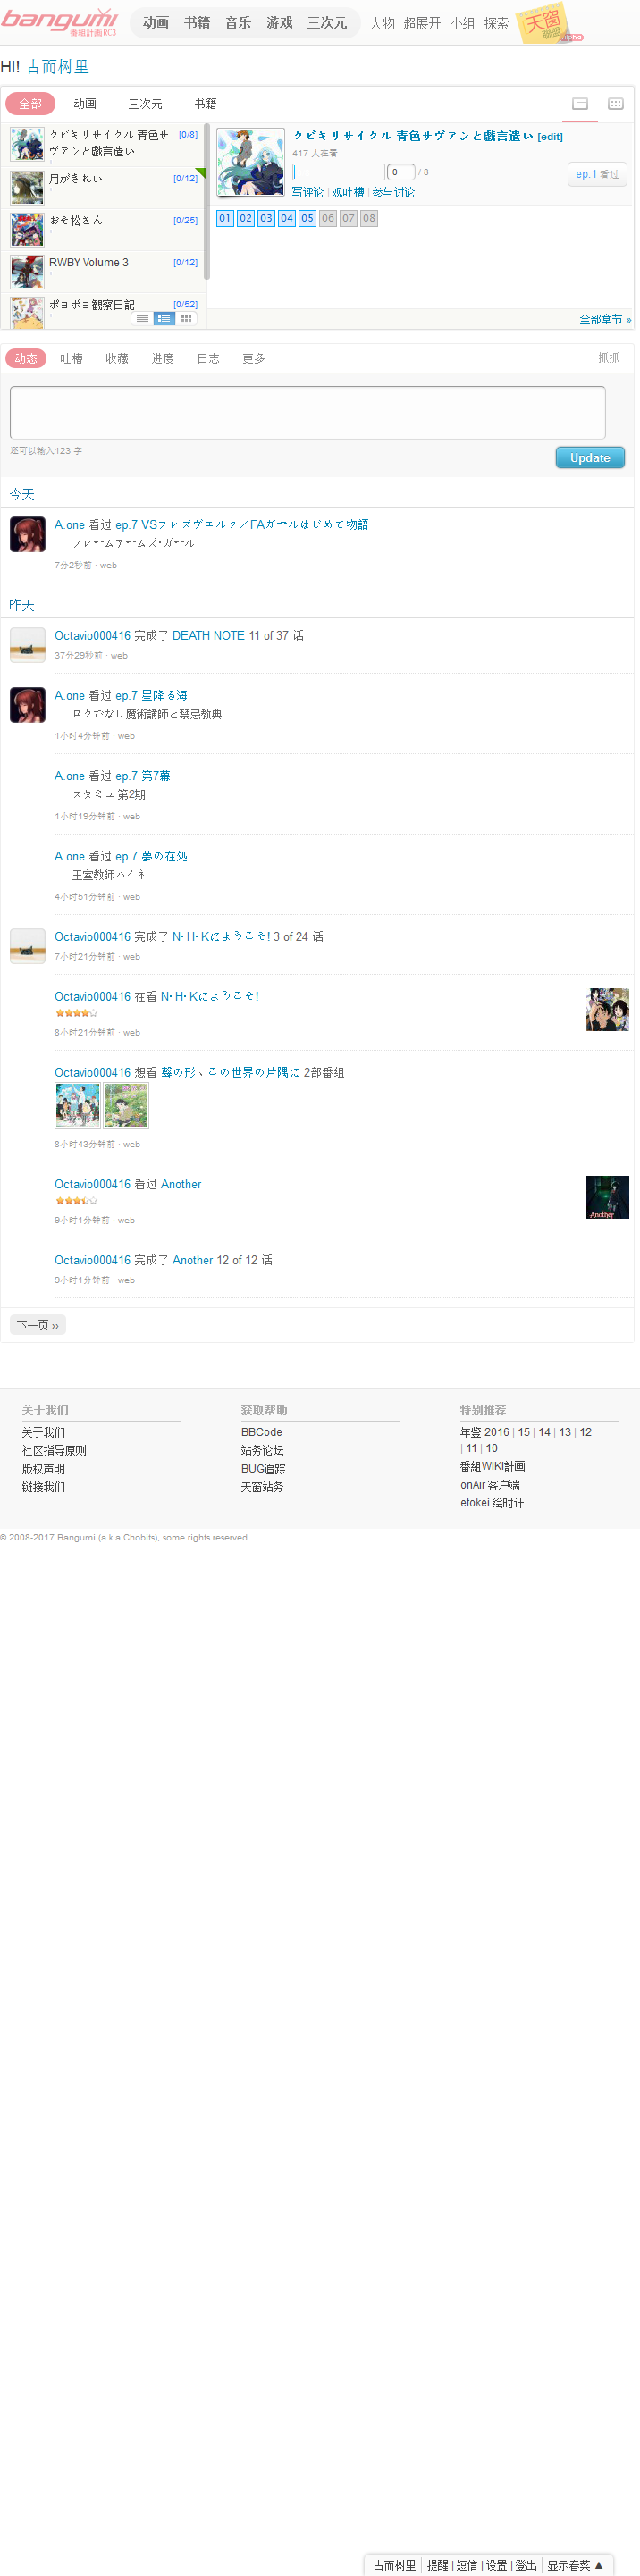 bangumi
番組計画RC3
动画 书籍 音乐 游戏 三次元 人物 超展开 小组 探索 天窗 联盟 alpha
Hi! 古而树里
全部 动画 三次元 书籍
クビキリサイクル 青色サヴァンと戯言遣い [0/8]
月がきれい [0/12]
おそ松さん [0/25]
RWBY Volume 3 [0/12]
ポヨポヨ観察日記 [0/52]
クビキリサイクル 青色サヴァンと戯言遣い [edit]
417 人在看
0 / 8
ep.1 看过
写评论 | 观吐槽 | 参与讨论
01 02 03 04 05 06 07 08
全部章节 »
动态 吐槽 收藏 进度 日志 更多 抓抓
还可以输入123 字
Update
今天
A.one 看过 ep.7 VSフレズヴェルク／FAガールはじめて物語
フレームアームズ・ガール
7分2秒前 · web
昨天
Octavio000416 完成了 DEATH NOTE 11 of 37 话
37分29秒前 · web
A.one 看过 ep.7 星降る海
ロクでなし魔術講師と禁忌教典
1小时4分钟前 · web
A.one 看过 ep.7 第7幕
スタミュ 第2期
1小时19分钟前 · web
A.one 看过 ep.7 夢の在処
王室教師ハイネ
4小时51分钟前 · web
Octavio000416 完成了 N・H・Kにようこそ! 3 of 24 话
7小时21分钟前 · web
Octavio000416 在看 N・H・Kにようこそ!
8小时21分钟前 · web
Octavio000416 想看 聲の形、この世界の片隅に 2部番组
8小时43分钟前 · web
Octavio000416 看过 Another
Another
9小时1分钟前 · web
Octavio000416 完成了 Another 12 of 12 话
9小时1分钟前 · web
下一页 ››
关于我们
关于我们
社区指导原则
版权声明
链接我们
获取帮助
BBCode
站务论坛
BUG追踪
天窗站务
特别推荐
年鉴 2016 | 15 | 14 | 13 | 12
| 11 | 10
番組WIKI計画
onAir 客户端
etokei 绘时计
© 2008-2017 Bangumi (a.k.a.Chobits), some rights reserved
古而树里 提醒 | 短信 | 设置 | 登出 显示春菜 ▲